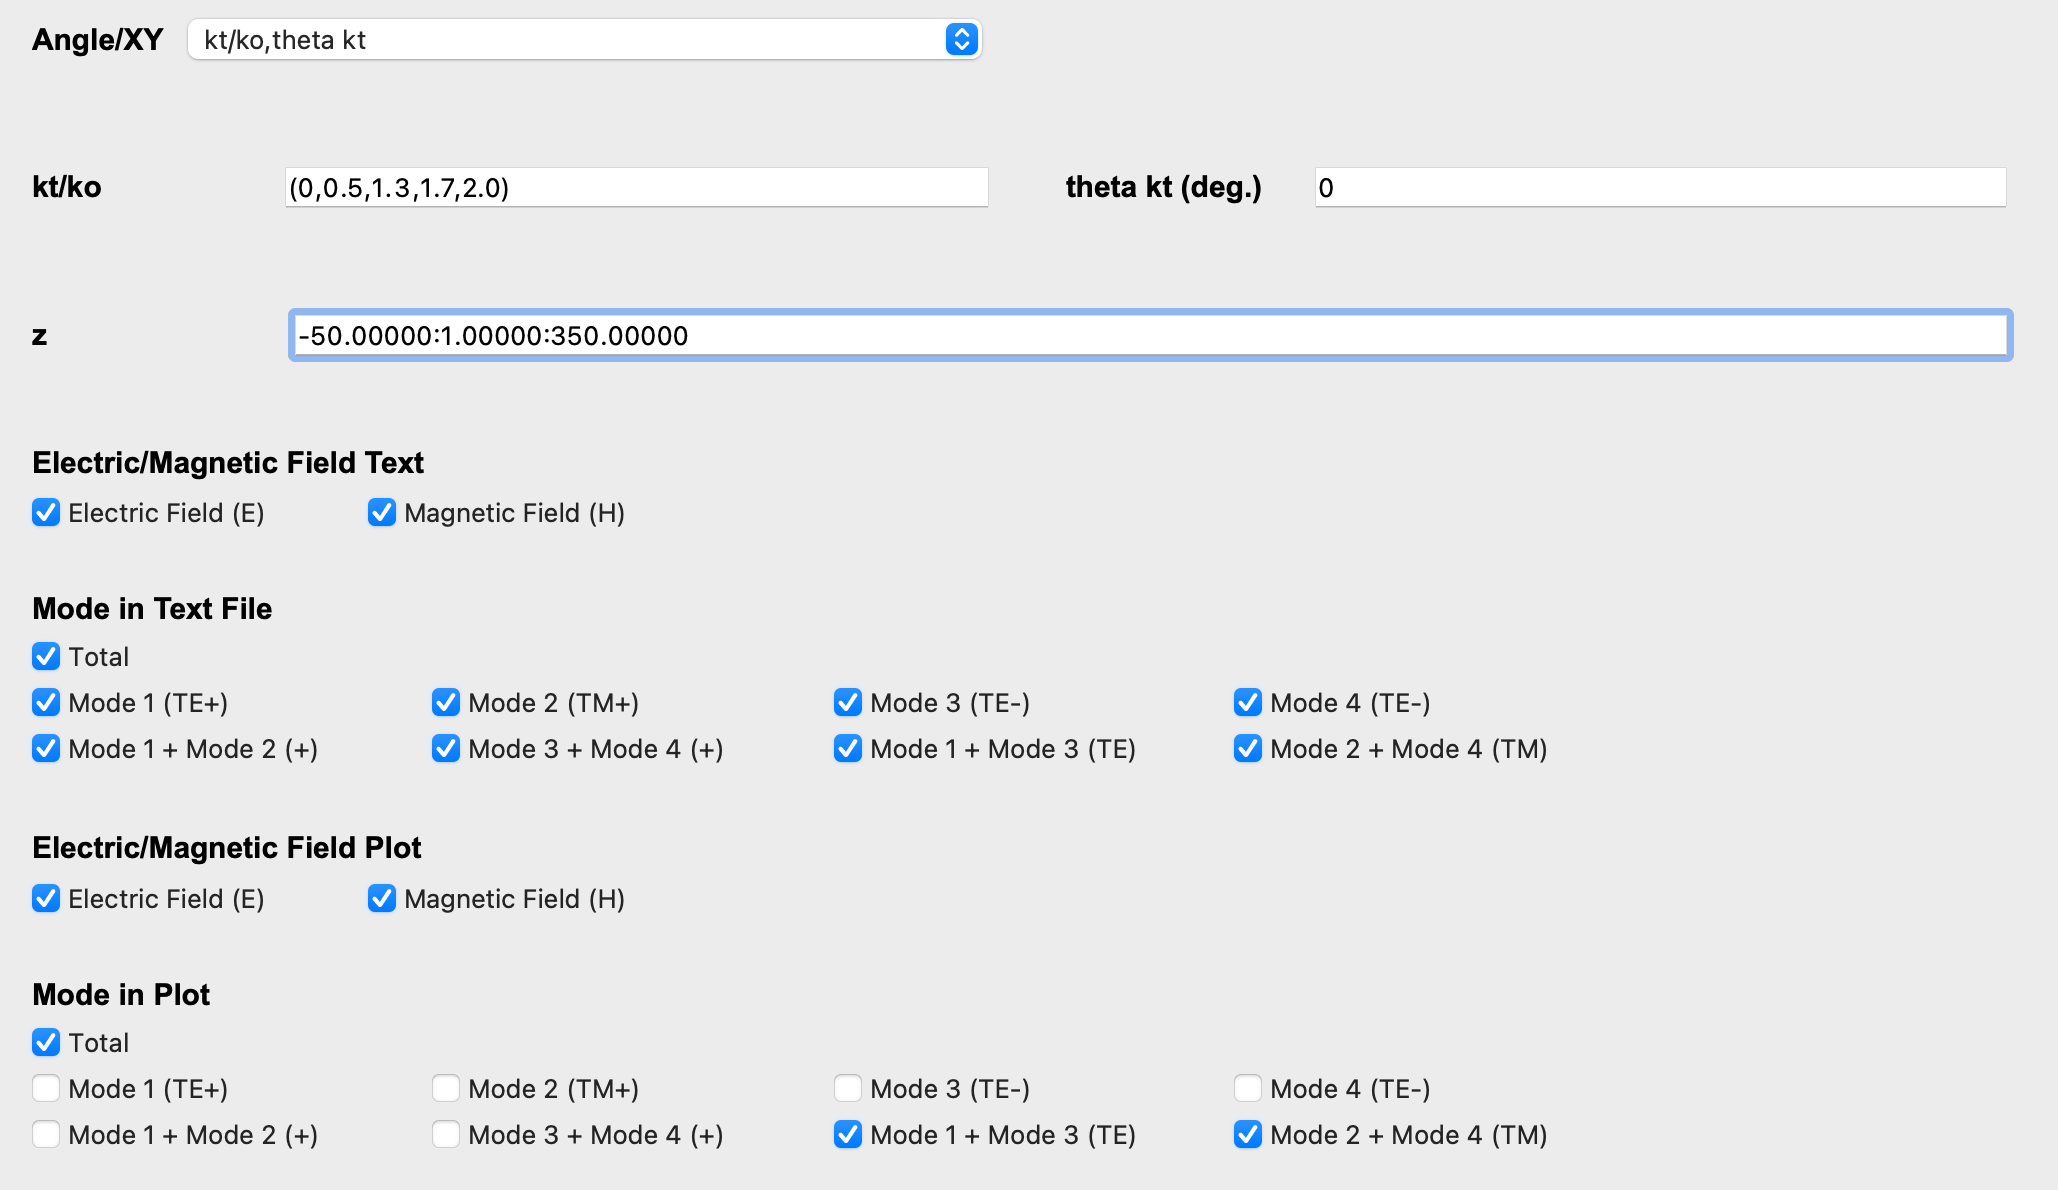 Angle/XY kt/ko,theta kt
kt/ko (0,0.5,1.3,1.7,2.0) theta kt (deg.) 0
z -50.00000:1.00000:350.00000
Electric/Magnetic Field Text
Electric Field (E) Magnetic Field (H)
Mode in Text File
Total
Mode 1 (TE+) Mode 2 (TM+) Mode 3 (TE-) Mode 4 (TE-)
Mode 1 + Mode 2 (+) Mode 3 + Mode 4 (+) Mode 1 + Mode 3 (TE) Mode 2 + Mode 4 (TM)
Electric/Magnetic Field Plot
Electric Field (E) Magnetic Field (H)
Mode in Plot
Total
Mode 1 (TE+) Mode 2 (TM+) Mode 3 (TE-) Mode 4 (TE-)
Mode 1 + Mode 2 (+) Mode 3 + Mode 4 (+) Mode 1 + Mode 3 (TE) Mode 2 + Mode 4 (TM)